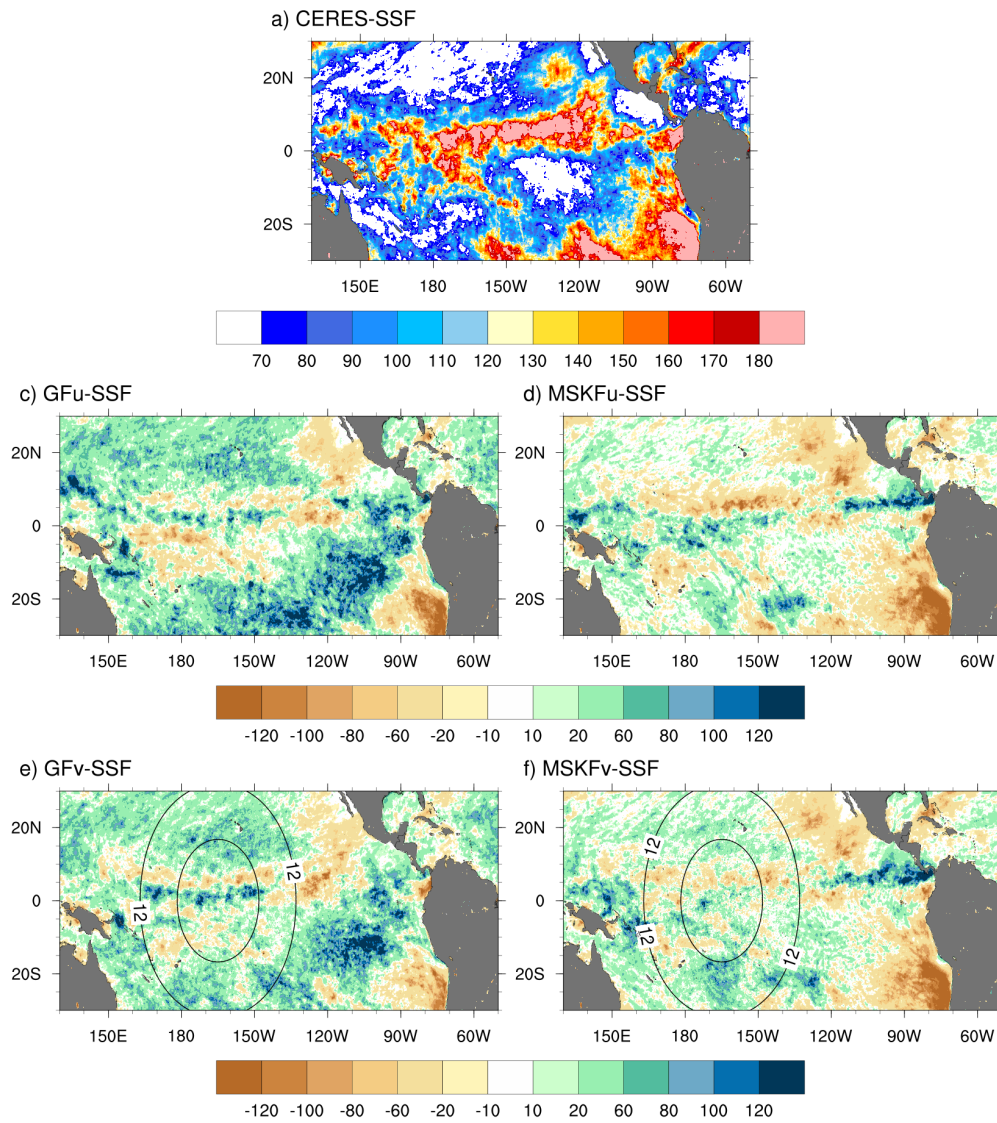 a) CERES-SSF
20N
0
20S
150E 180 150W 120W 90W 60W
70 80 90 100 110 120 130 140 150 160 170 180
c) GFu-SSF d) MSKFu-SSF
20N 20N
0 0
20S 20S
150E 180 150W 120W 90W 60W 150E 180 150W 120W 90W 60W
-120 -100 -80 -60 -20 -10 10 20 60 80 100 120
e) GFv-SSF f) MSKFv-SSF
20N 12 20N 12
0 0
12 12
20S 20S 12
150E 180 150W 120W 90W 60W 150E 180 150W 120W 90W 60W
-120 -100 -80 -60 -20 -10 10 20 60 80 100 120